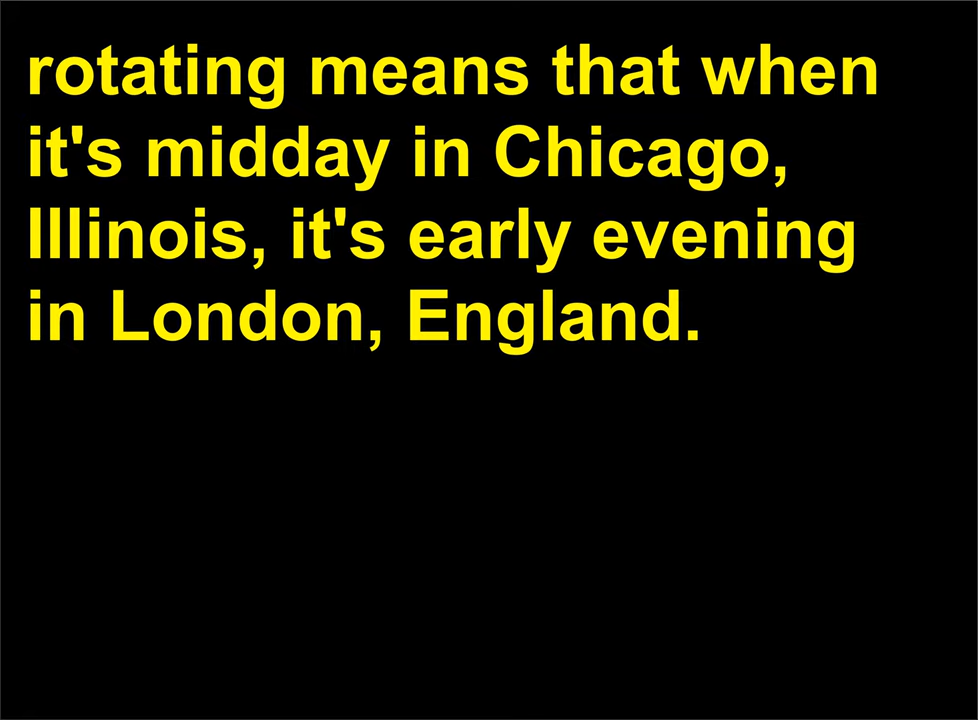 rotating means that when
it's midday in Chicago,
Illinois, it's early evening
in London, England.